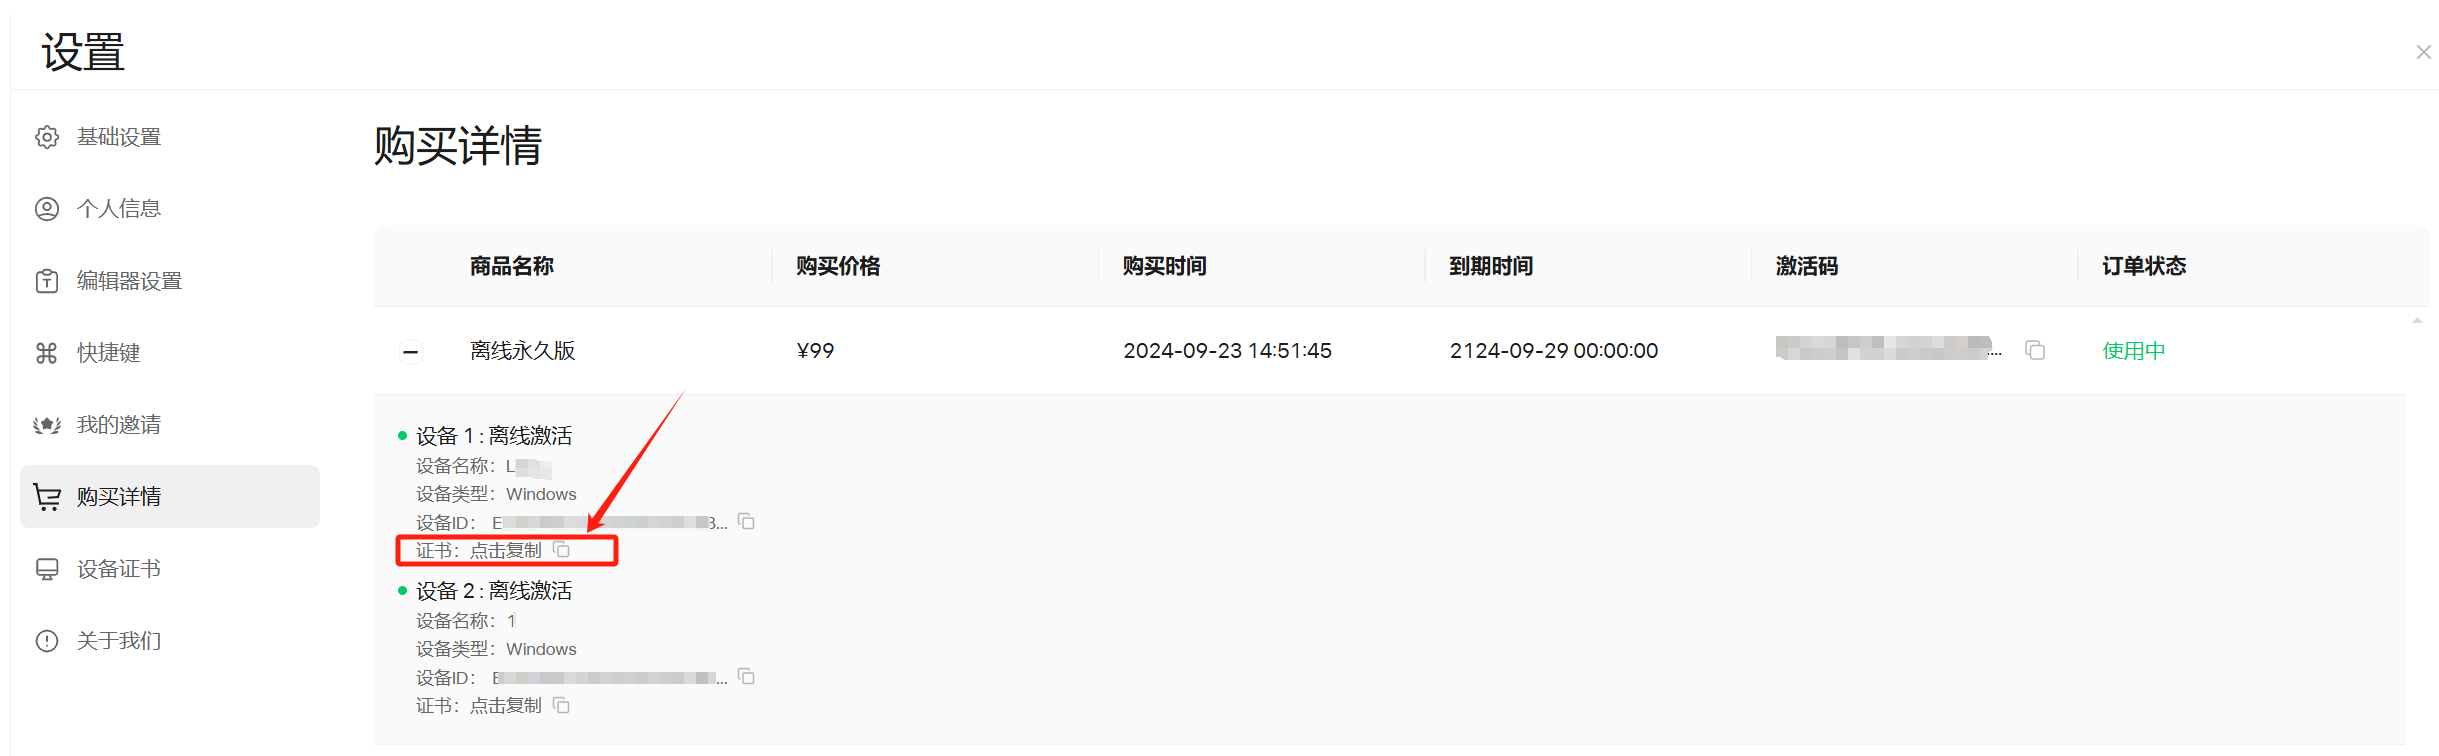 设置
基础设置
个人信息
编辑器设置
快捷键
我的邀请
购买详情
设备证书
关于我们
购买详情
商品名称 购买价格 购买时间 到期时间 激活码 订单状态
离线永久版 ¥99 2024-09-23 14:51:45 2124-09-29 00:00:00 ... 使用中
设备 1 : 离线激活
设备名称： L
设备类型： Windows
设备ID： E ...
证书： 点击复制
设备 2 : 离线激活
设备名称： 1
设备类型： Windows
设备ID： ...
证书： 点击复制